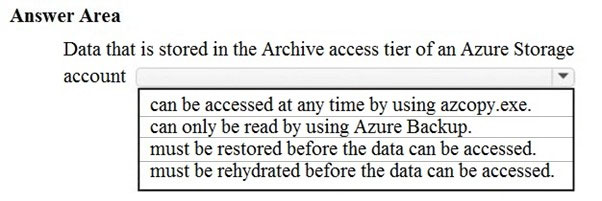 Answer Area
Data that is stored in the Archive access tier of an Azure Storage
account
can be accessed at any time by using azcopy.exe.
can only be read by using Azure Backup.
must be restored before the data can be accessed.
must be rehydrated before the data can be accessed.